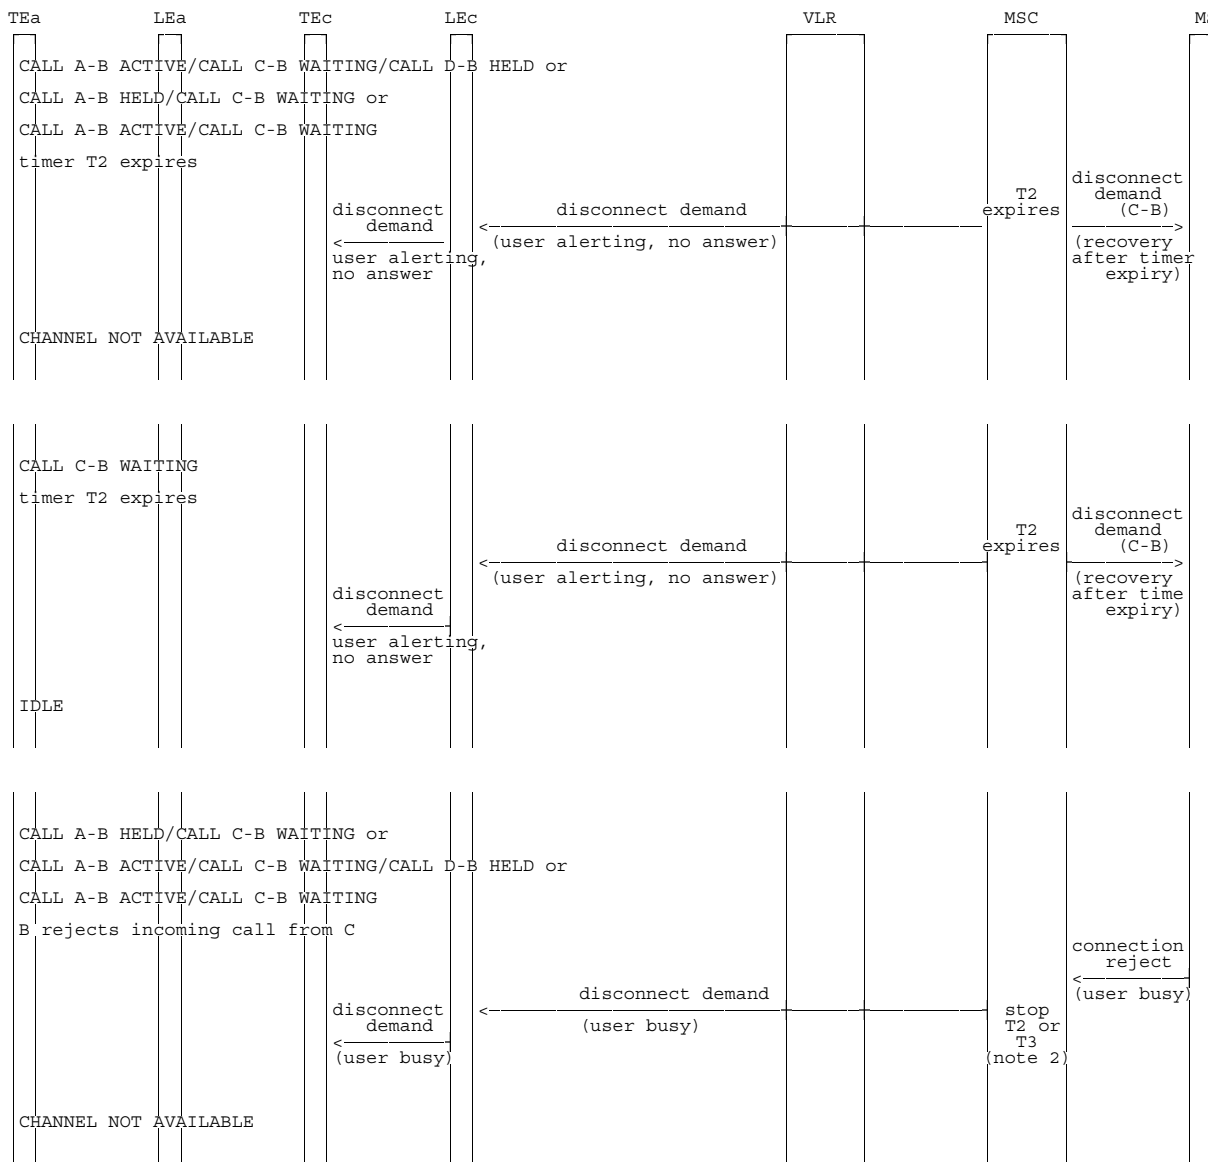 TEa LEa TEc LEc VLR MSC
CALL A-B ACTIVE/CALL C-B WAITING/CALL D-B HELD or
CALL A-B HELD/CALL C-B WAITING or
CALL A-B ACTIVE/CALL C-B WAITING
timer T2 expires
disconnect
demand
(C-B)
T2
expires
disconnect demand
disconnect
demand
(user alerting, no answer)
(recovery
after timer
expiry)
user alerting,
no answer
CHANNEL NOT AVAILABLE
CALL C-B WAITING
timer T2 expires
disconnect
demand
(C-B)
T2
expires
disconnect demand
(user alerting, no answer)
(recovery
after time
expiry)
disconnect
demand
user alerting,
no answer
IDLE
CALL A-B HELD/CALL C-B WAITING or
CALL A-B ACTIVE/CALL C-B WAITING/CALL D-B HELD or
CALL A-B ACTIVE/CALL C-B WAITING
B rejects incoming call from C
connection
reject
(user busy)
disconnect demand
(user busy)
stop
T2 or
T3
(note 2)
disconnect
demand
(user busy)
CHANNEL NOT AVAILABLE